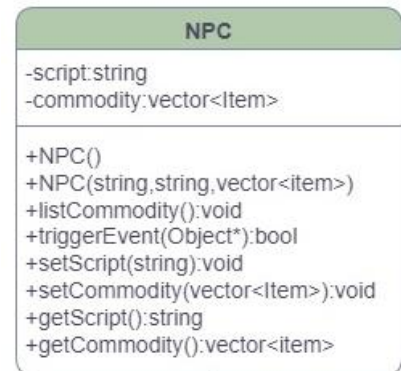 NPC
-script:string
-commodity:vector<Item>
+NPC()
+NPC(string,string,vector<item>)
+listCommodity():void
+triggerEvent(Object*):bool
+setScript(string):void
+setCommodity(vector<Item>):void
+getScript():string
+getCommodity():vector<item>